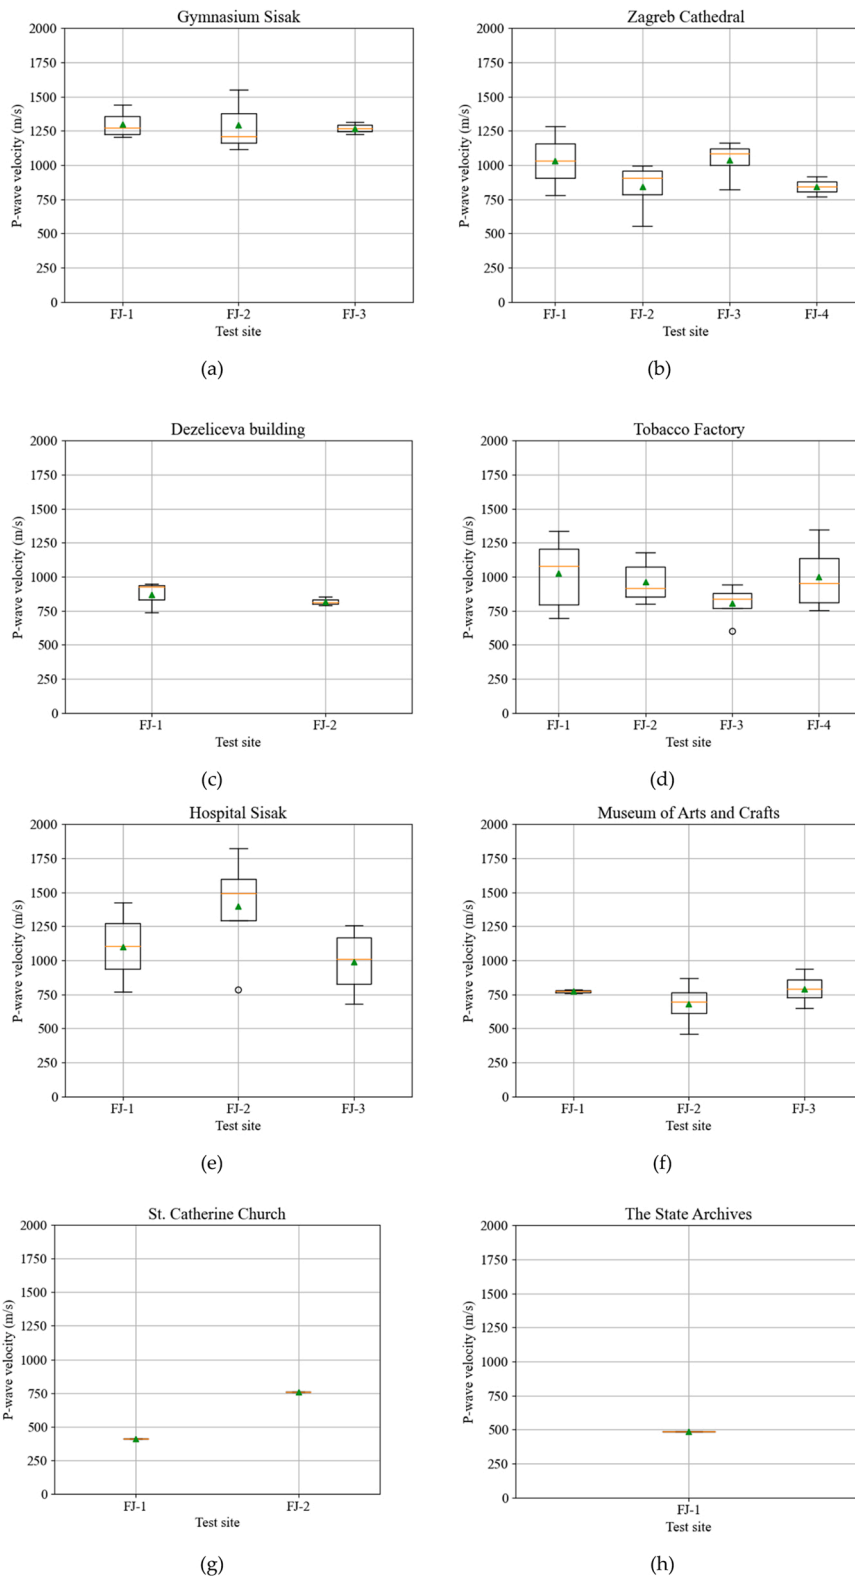 Gymnasium Sisak
2000
1750
1500
1250
1000
750
500
250
0
P-wave velocity (m/s)
FJ-1 FJ-2 FJ-3
Test site
(a)
Zagreb Cathedral
2000
1750
1500
1250
1000
750
500
250
0
P-wave velocity (m/s)
FJ-1 FJ-2 FJ-3 FJ-4
Test site
(b)
Dezeliceva building
2000
1750
1500
1250
1000
750
500
250
0
P-wave velocity (m/s)
FJ-1 FJ-2
Test site
(c)
Tobacco Factory
2000
1750
1500
1250
1000
750
500
250
0
P-wave velocity (m/s)
FJ-1 FJ-2 FJ-3 FJ-4
Test site
(d)
Hospital Sisak
2000
1750
1500
1250
1000
750
500
250
0
P-wave velocity (m/s)
FJ-1 FJ-2 FJ-3
Test site
(e)
Museum of Arts and Crafts
2000
1750
1500
1250
1000
750
500
250
0
P-wave velocity (m/s)
FJ-1 FJ-2 FJ-3
Test site
(f)
St. Catherine Church
2000
1750
1500
1250
1000
750
500
250
0
P-wave velocity (m/s)
FJ-1 FJ-2
Test site
(g)
The State Archives
2000
1750
1500
1250
1000
750
500
250
0
P-wave velocity (m/s)
FJ-1
Test site
(h)